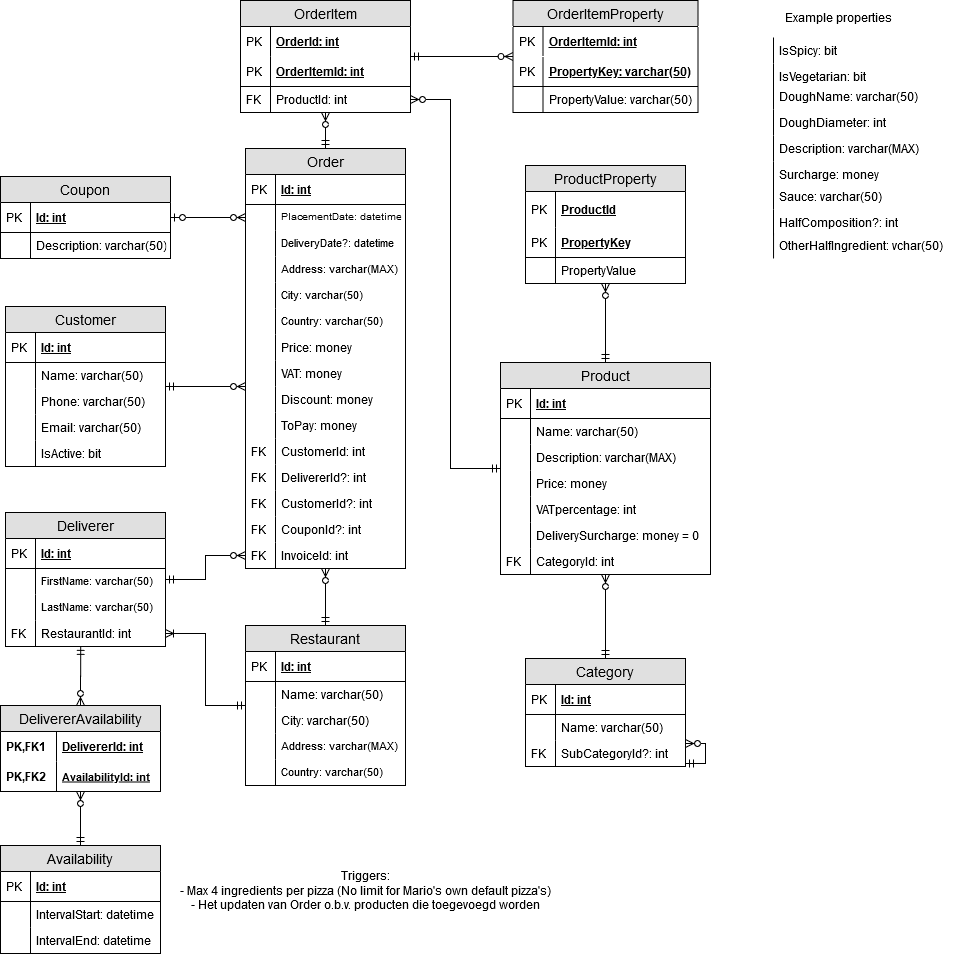 OrderItem
PK OrderId: int
PK OrderItemId: int
FK ProductId: int
OrderItemProperty
PK OrderItemId: int
PK PropertyKey: varchar(50)
PropertyValue: varchar(50)
Example properties
IsSpicy: bit
IsVegetarian: bit
DoughName: varchar(50)
DoughDiameter: int
Description: varchar(MAX)
Surcharge: money
Sauce: varchar(50)
HalfComposition?: int
OtherHalfIngredient: vchar(50)
Coupon
PK Id: int
Description: varchar(50)
Order
PK Id: int
PlacementDate: datetime
DeliveryDate?: datetime
Address: varchar(MAX)
City: varchar(50)
Country: varchar(50)
Price: money
VAT: money
Discount: money
ToPay: money
FK CustomerId: int
FK DelivererId?: int
FK CustomerId?: int
FK CouponId?: int
FK InvoiceId: int
ProductProperty
PK ProductId
PK PropertyKey
PropertyValue
Customer
PK Id: int
Name: varchar(50)
Phone: varchar(50)
Email: varchar(50)
IsActive: bit
Product
PK Id: int
Name: varchar(50)
Description: varchar(MAX)
Price: money
VATpercentage: int
DeliverySurcharge: money = 0
FK CategoryId: int
Deliverer
PK Id: int
FirstName: varchar(50)
LastName: varchar(50)
FK RestaurantId: int
Restaurant
PK Id: int
Name: varchar(50)
City: varchar(50)
Address: varchar(MAX)
Country: varchar(50)
Category
PK Id: int
Name: varchar(50)
FK SubCategoryId?: int
DelivererAvailability
PK,FK1 DelivererId: int
PK,FK2 AvailabilityId: int
Availability
PK Id: int
IntervalStart: datetime
IntervalEnd: datetime
Triggers:
- Max 4 ingredients per pizza (No limit for Mario's own default pizza's)
- Het updaten van Order o.b.v. producten die toegevoegd worden